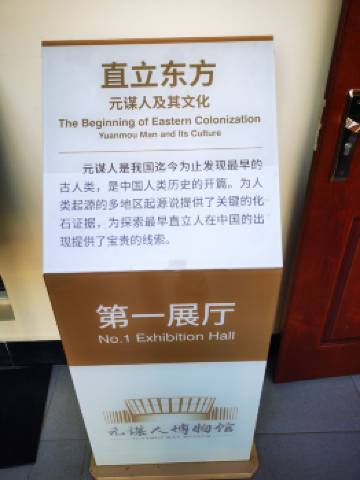 直立东方
元谋人及其文化
The Beginning of Eastern Colonization
Yuanmou Man and Its Culture
元谋人是我国迄今为止发现最早的
古人类，是中国人类历史的开篇。为人
类起源的多地区起源说提供了关键的化
石证据，为探索最早直立人在中国的出
现提供了宝贵的线索。
第一展厅
No.1 Exhibition Hall
元谋人博物馆
YUANMOU MAN MUSEUM